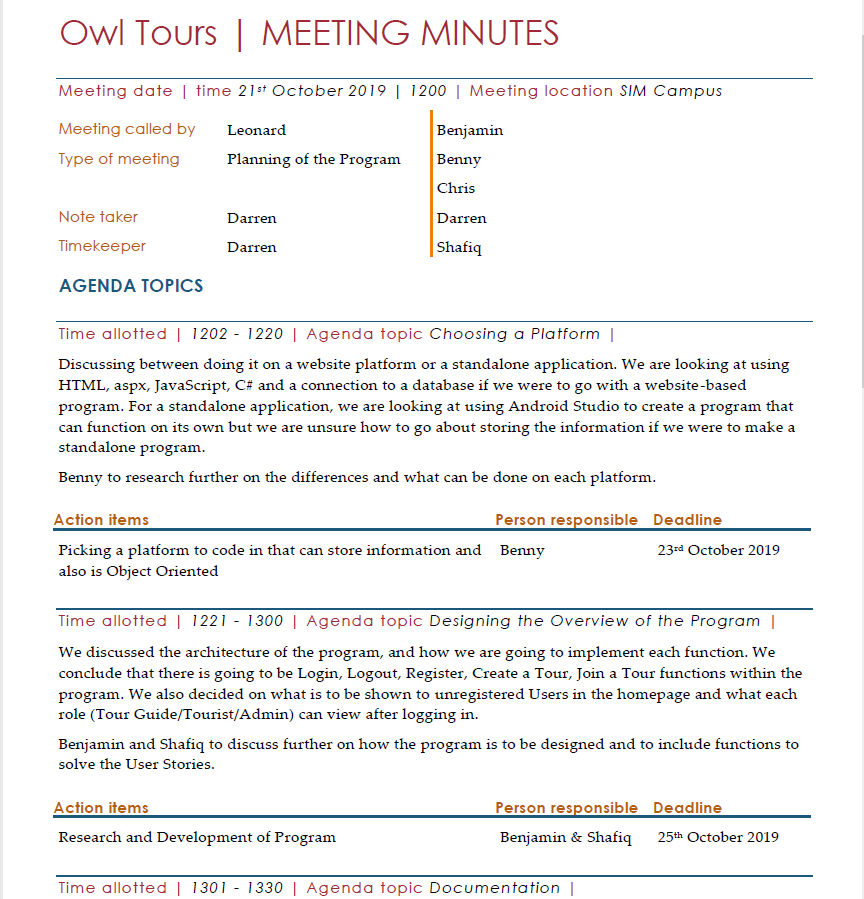 Owl Tours | MEETING MINUTES
Meeting date | time 21st October 2019 | 1200 | Meeting location SIM Campus
Meeting called by Leonard
Type of meeting Planning of the Program
Note taker Darren
Timekeeper Darren
Benjamin
Benny
Chris
Darren
Shafiq
AGENDA TOPICS
Time allotted | 1202 - 1220 | Agenda topic Choosing a Platform |
Discussing between doing it on a website platform or a standalone application. We are looking at using
HTML, aspx, JavaScript, C# and a connection to a database if we were to go with a website-based
program. For a standalone application, we are looking at using Android Studio to create a program that
can function on its own but we are unsure how to go about storing the information if we were to make a
standalone program.
Benny to research further on the differences and what can be done on each platform.
Action items Person responsible Deadline
Picking a platform to code in that can store information and Benny 23rd October 2019
also is Object Oriented
Time allotted | 1221 - 1300 | Agenda topic Designing the Overview of the Program |
We discussed the architecture of the program, and how we are going to implement each function. We
conclude that there is going to be Login, Logout, Register, Create a Tour, Join a Tour functions within the
program. We also decided on what is to be shown to unregistered Users in the homepage and what each
role (Tour Guide/Tourist/Admin) can view after logging in.
Benjamin and Shafiq to discuss further on how the program is to be designed and to include functions to
solve the User Stories.
Action items Person responsible Deadline
Research and Development of Program Benjamin & Shafiq 25th October 2019
Time allotted | 1301 - 1330 | Agenda topic Documentation |